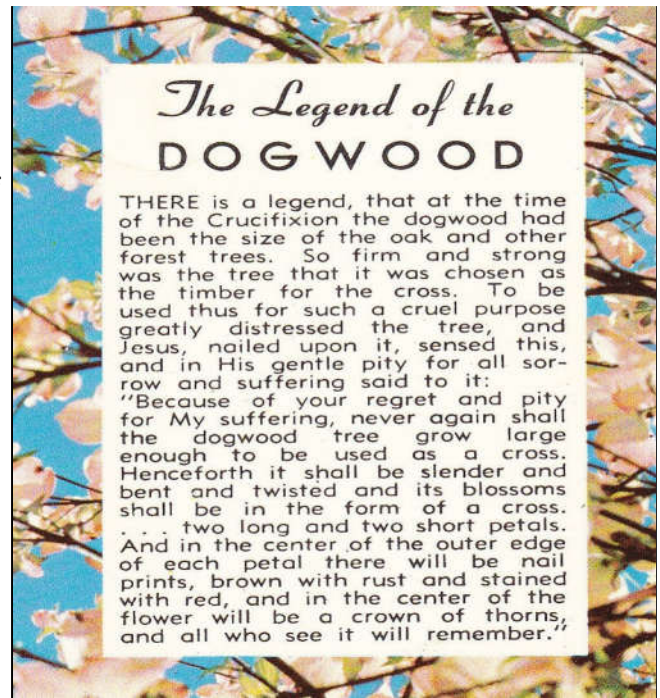 The Legend of the
DOGWOOD
THERE is a legend, that at the time
of the Crucifixion the dogwood had
been the size of the oak and other
forest trees. So firm and strong
was the tree that it was chosen as
the timber for the cross. To be
used thus for such a cruel purpose
greatly distressed the tree, and
Jesus, nailed upon it, sensed this,
and in His gentle pity for all sor-
row and suffering said to it:
"Because of your regret and pity
for My suffering, never again shall
the dogwood tree grow large
enough to be used as a cross.
Henceforth it shall be slender and
bent and twisted and its blossoms
shall be in the form of a cross.
. . . two long and two short petals.
And in the center of the outer edge
of each petal there will be nail
prints, brown with rust and stained
with red, and in the center of the
flower will be a crown of thorns,
and all who see it will remember."